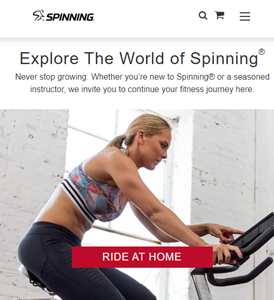 SPINNING®
Explore The World of Spinning®
Never stop growing. Whether you're new to Spinning® or a seasoned
instructor, we invite you to continue your fitness journey here.
RIDE AT HOME